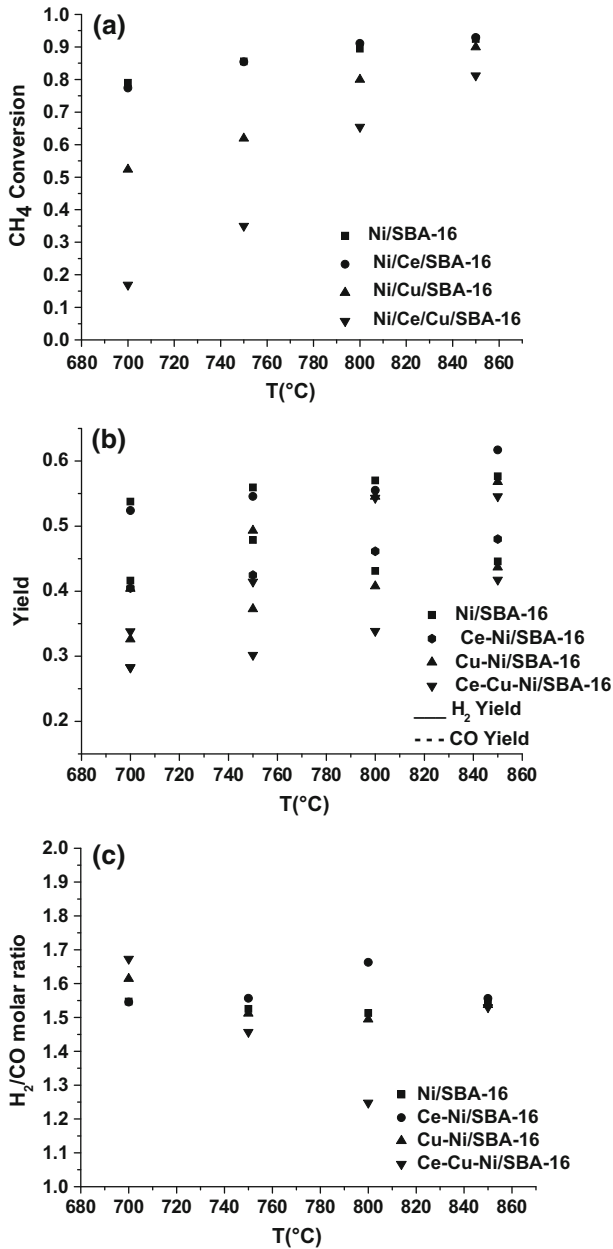 (a)
CH4 Conversion
1.0
0.9
0.8
0.7
0.6
0.5
0.4
0.3
0.2
0.1
0.0
Ni/SBA-16
Ni/Ce/SBA-16
Ni/Cu/SBA-16
Ni/Ce/Cu/SBA-16
680 700 720 740 760 780 800 820 840 860
T(°C)
(b)
Yield
0.6
0.5
0.4
0.3
0.2
Ni/SBA-16
Ce-Ni/SBA-16
Cu-Ni/SBA-16
Ce-Cu-Ni/SBA-16
H2 Yield
CO Yield
680 700 720 740 760 780 800 820 840 860
T(°C)
(c)
H2/CO molar ratio
2.0
1.9
1.8
1.7
1.6
1.5
1.4
1.3
1.2
1.1
1.0
Ni/SBA-16
Ce-Ni/SBA-16
Cu-Ni/SBA-16
Ce-Cu-Ni/SBA-16
680 700 720 740 760 780 800 820 840 860
T(°C)